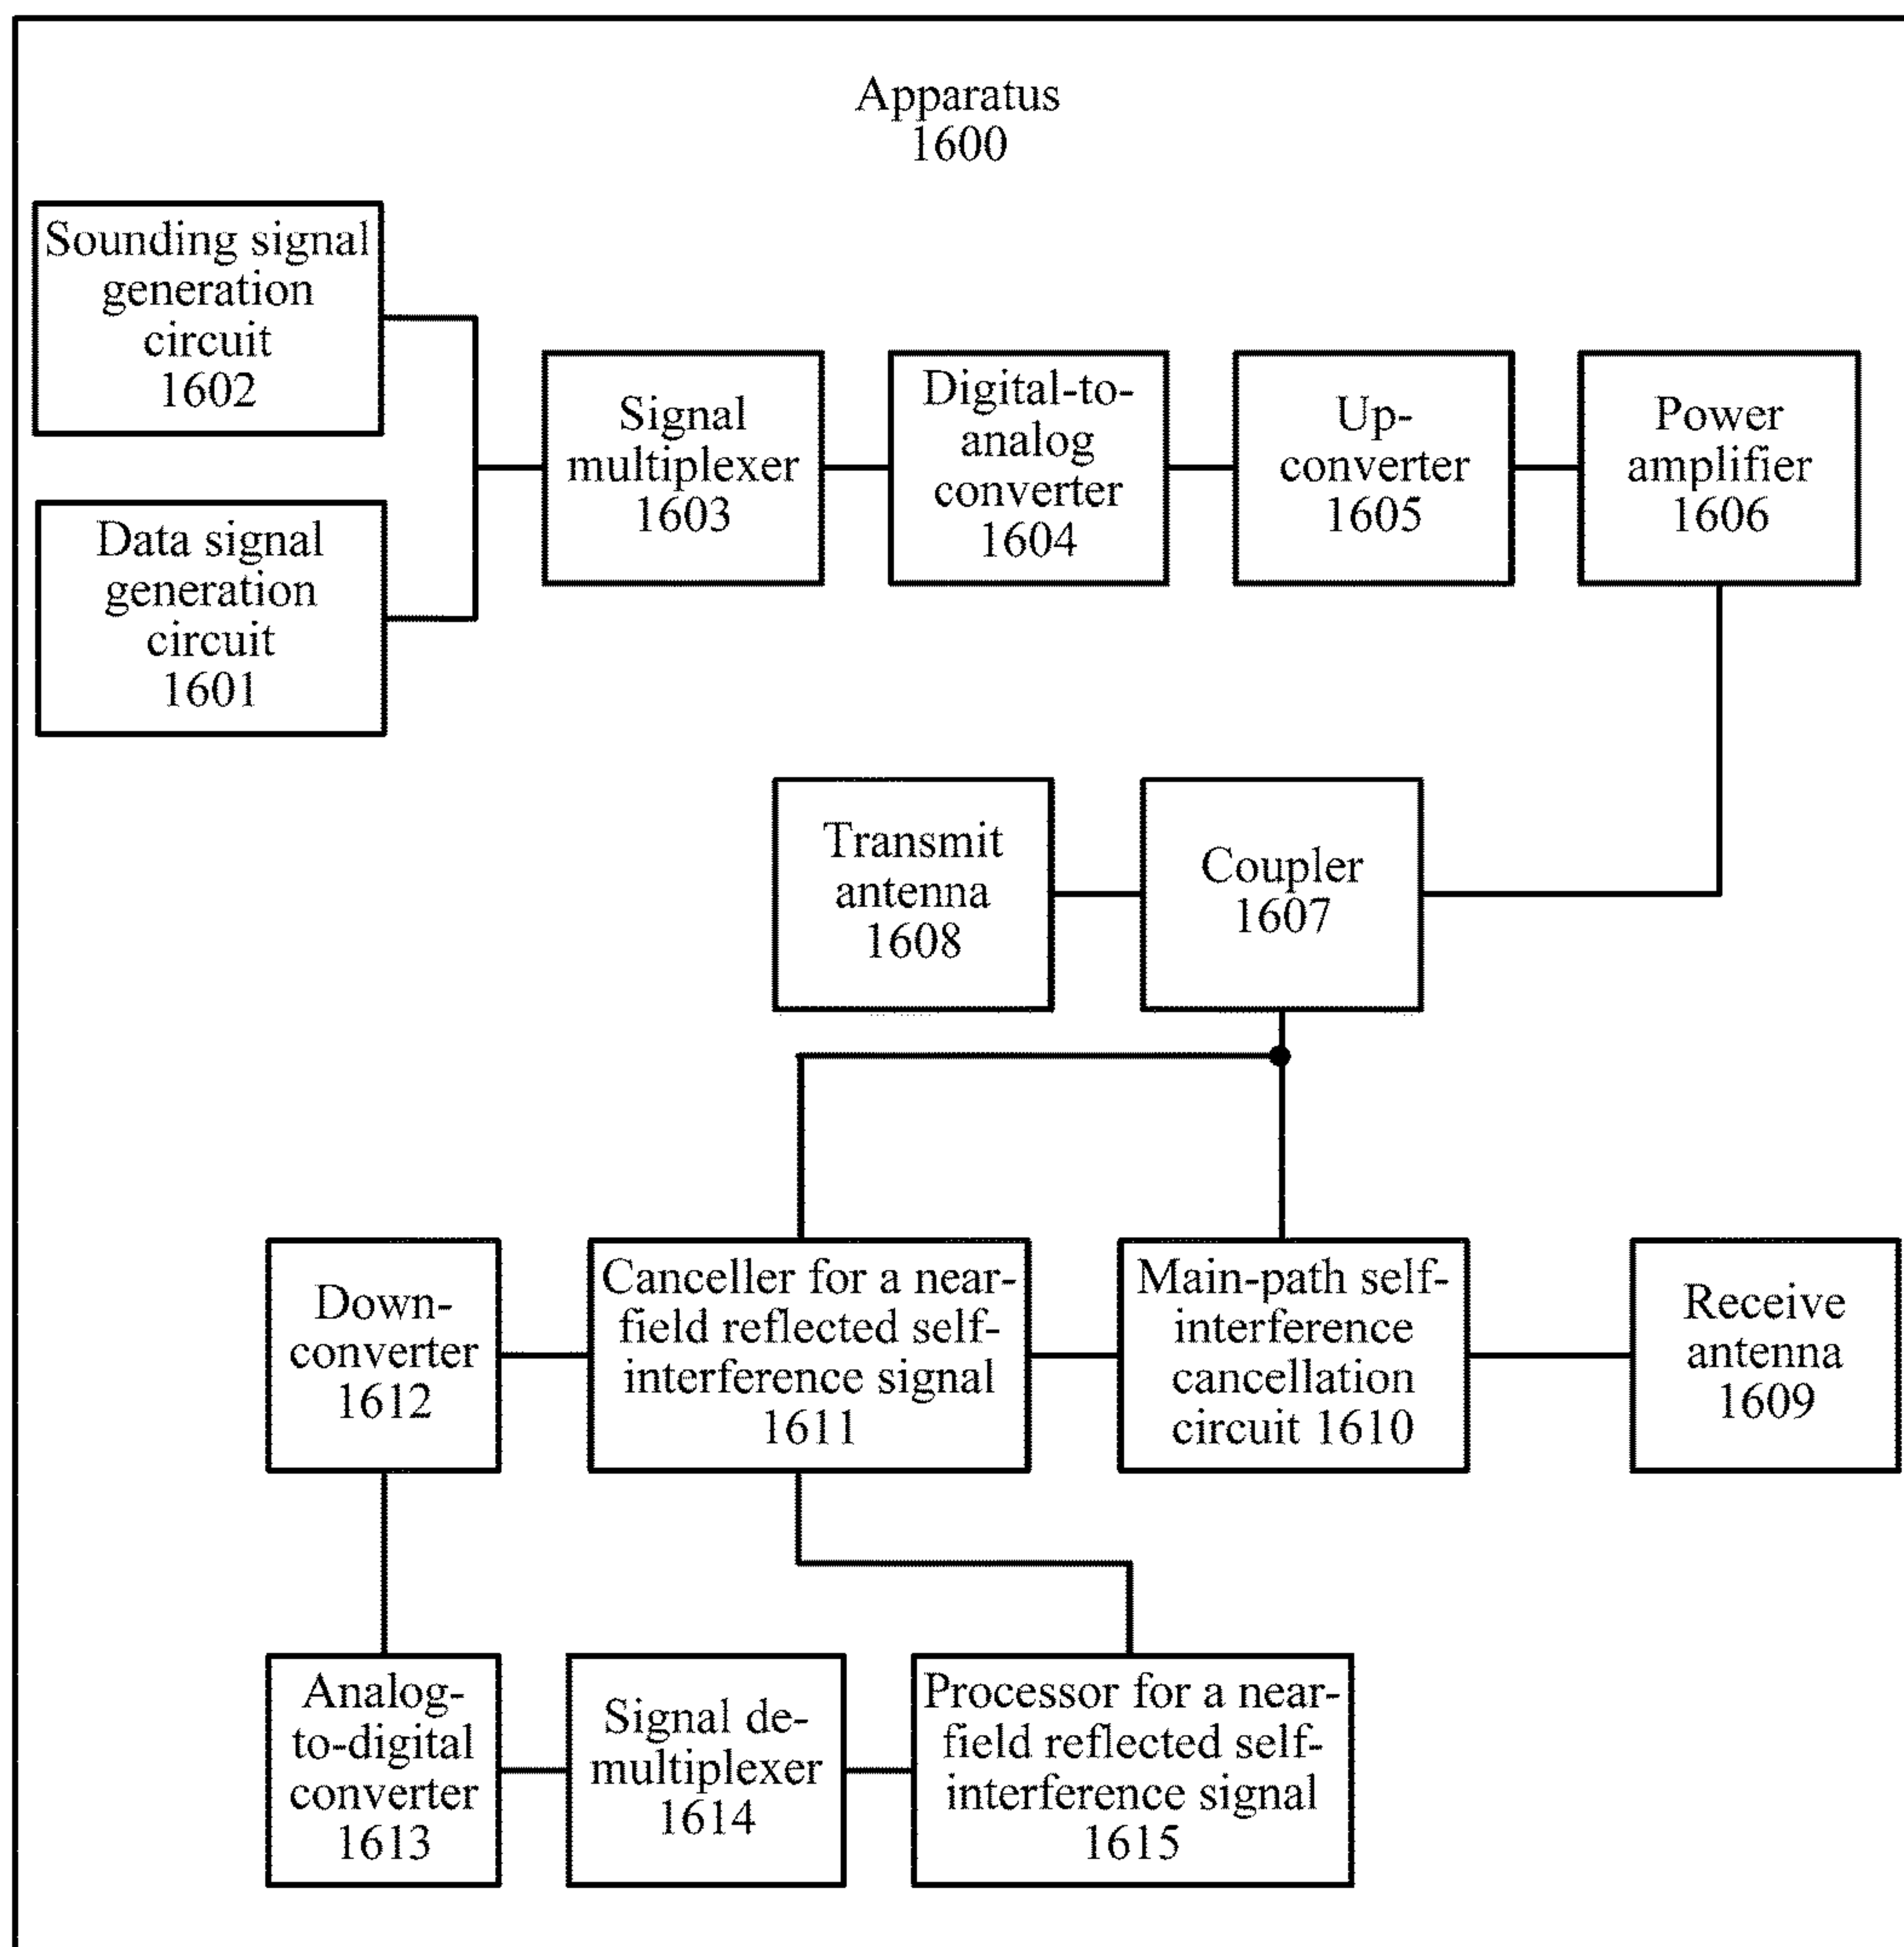 Apparatus
1600
Sounding signal
generation
circuit
1602
Data signal
generation
circuit
1601
Signal
multiplexer
1603
Digital-to-
analog
converter
1604
Up-
converter
1605
Power
amplifier
1606
Transmit
antenna
1608
Coupler
1607
Down-
converter
1612
Canceller for a near-
field reflected self-
interference signal
1611
Main-path self-
interference
cancellation
circuit 1610
Receive
antenna
1609
Analog-
to-digital
converter
1613
Signal de-
multiplexer
1614
Processor for a near-
field reflected self-
interference signal
1615